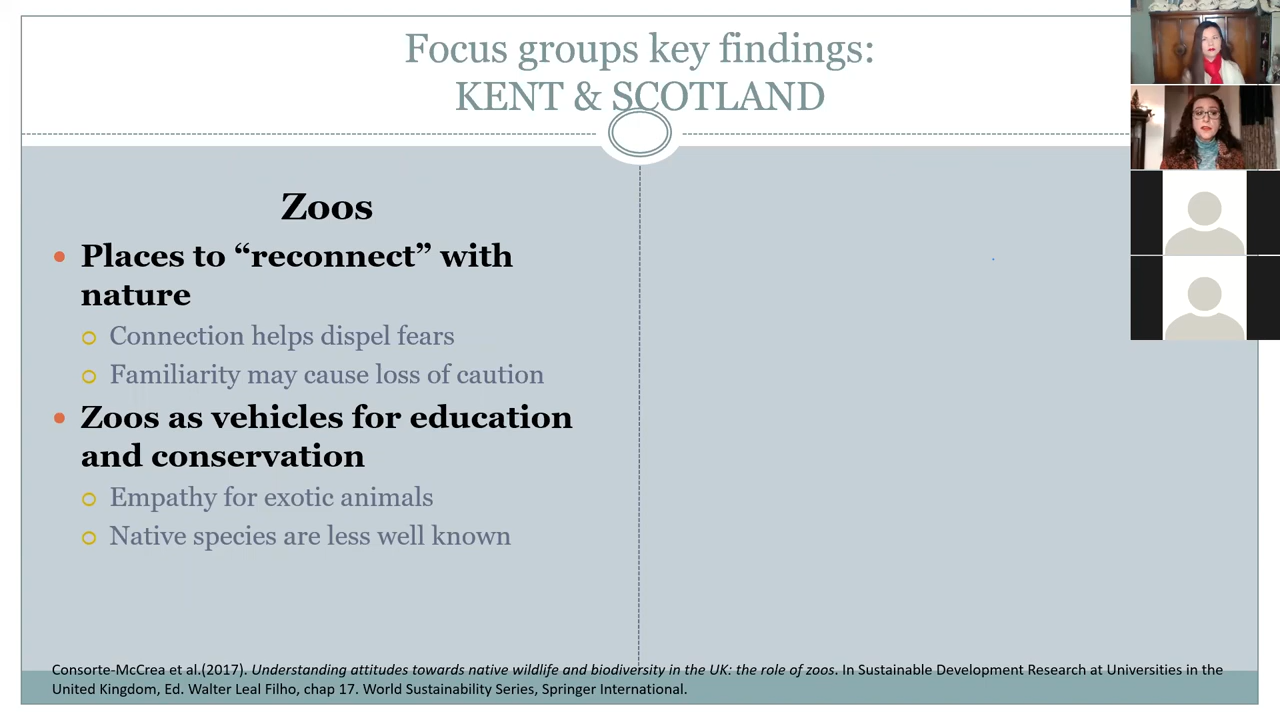 Focus groups key findings:
KENT & SCOTLAND
Zoos
Places to “reconnect” with
nature
Connection helps dispel fears
Familiarity may cause loss of caution
Zoos as vehicles for education
and conservation
Empathy for exotic animals
Native species are less well known
Consorte-McCrea et al.(2017). Understanding attitudes towards native wildlife and biodiversity in the UK: the role of zoos. In Sustainable Development Research at Universities in the
United Kingdom, Ed. Walter Leal Filho, chap 17. World Sustainability Series, Springer International.